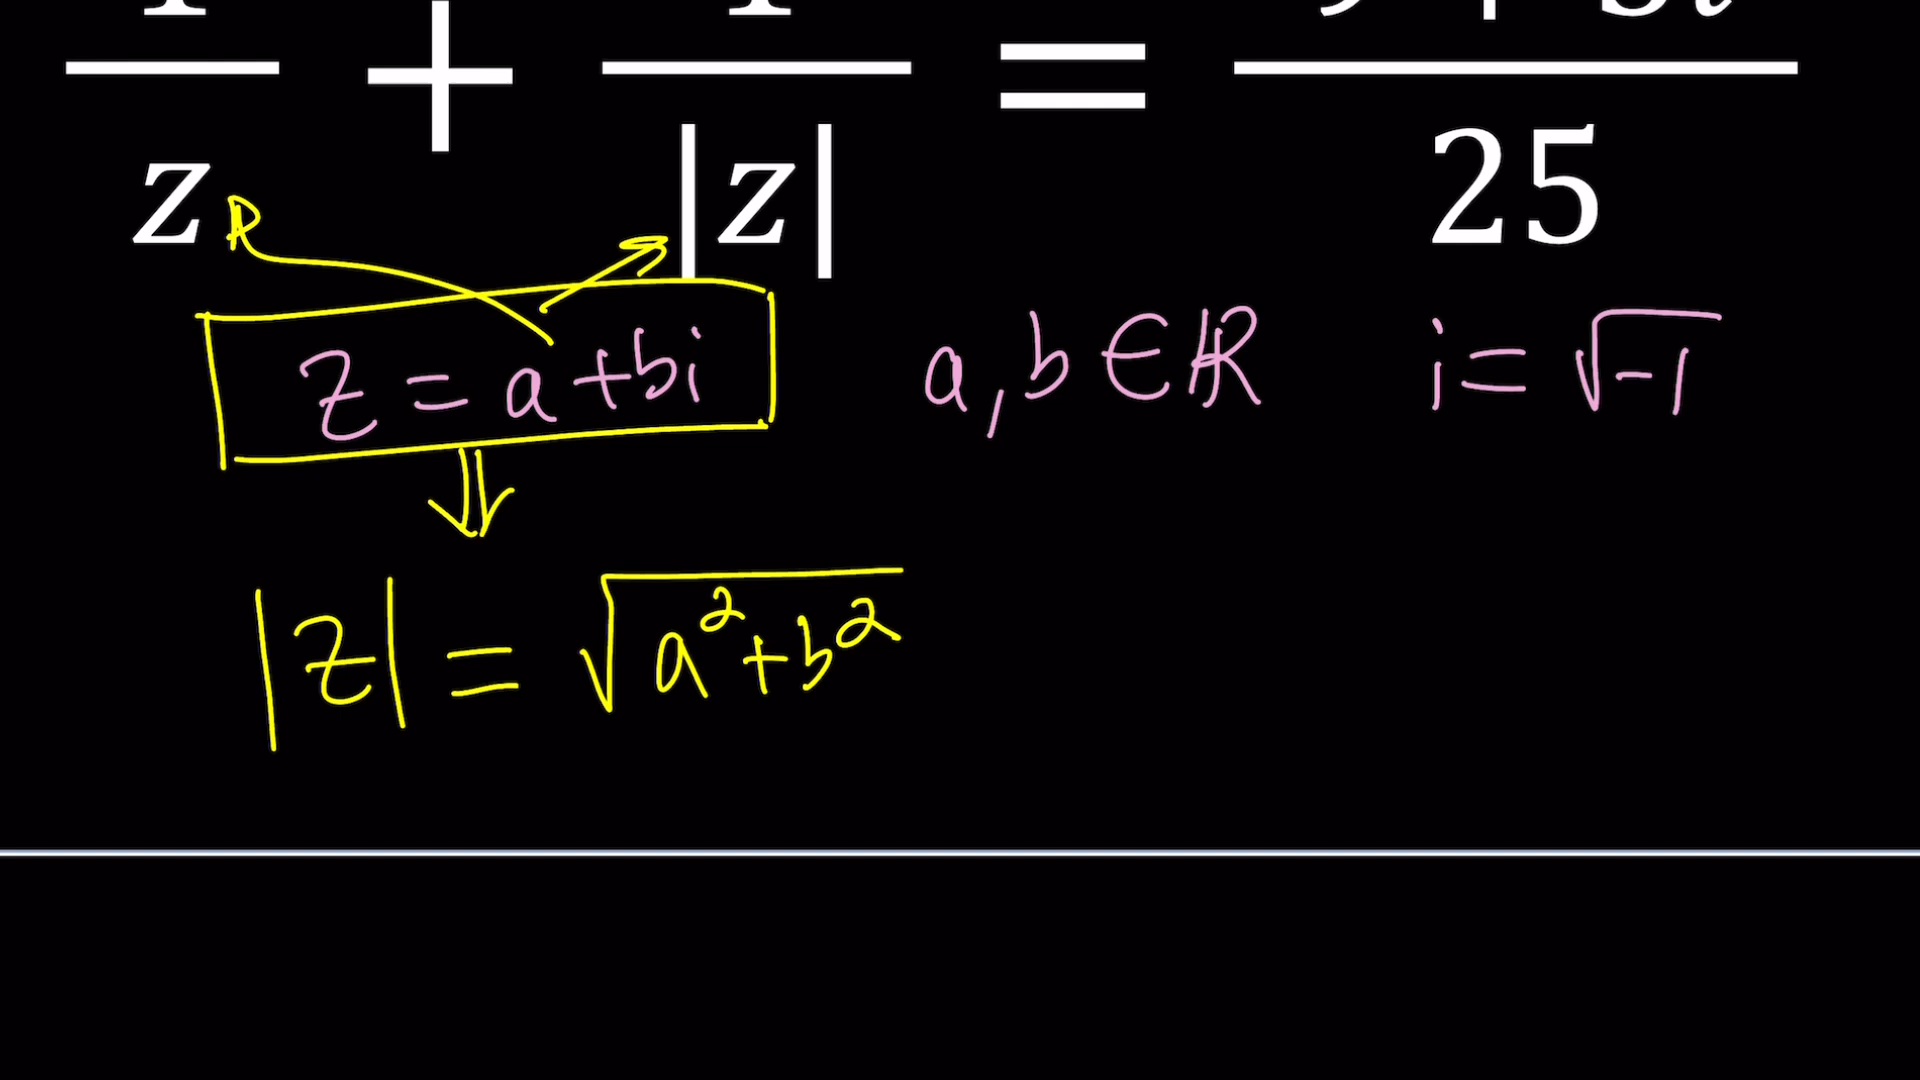 + =
z |z| 25
z = a + bi a, b ∈ ℝ i = √-1
|z| = √a² + b²